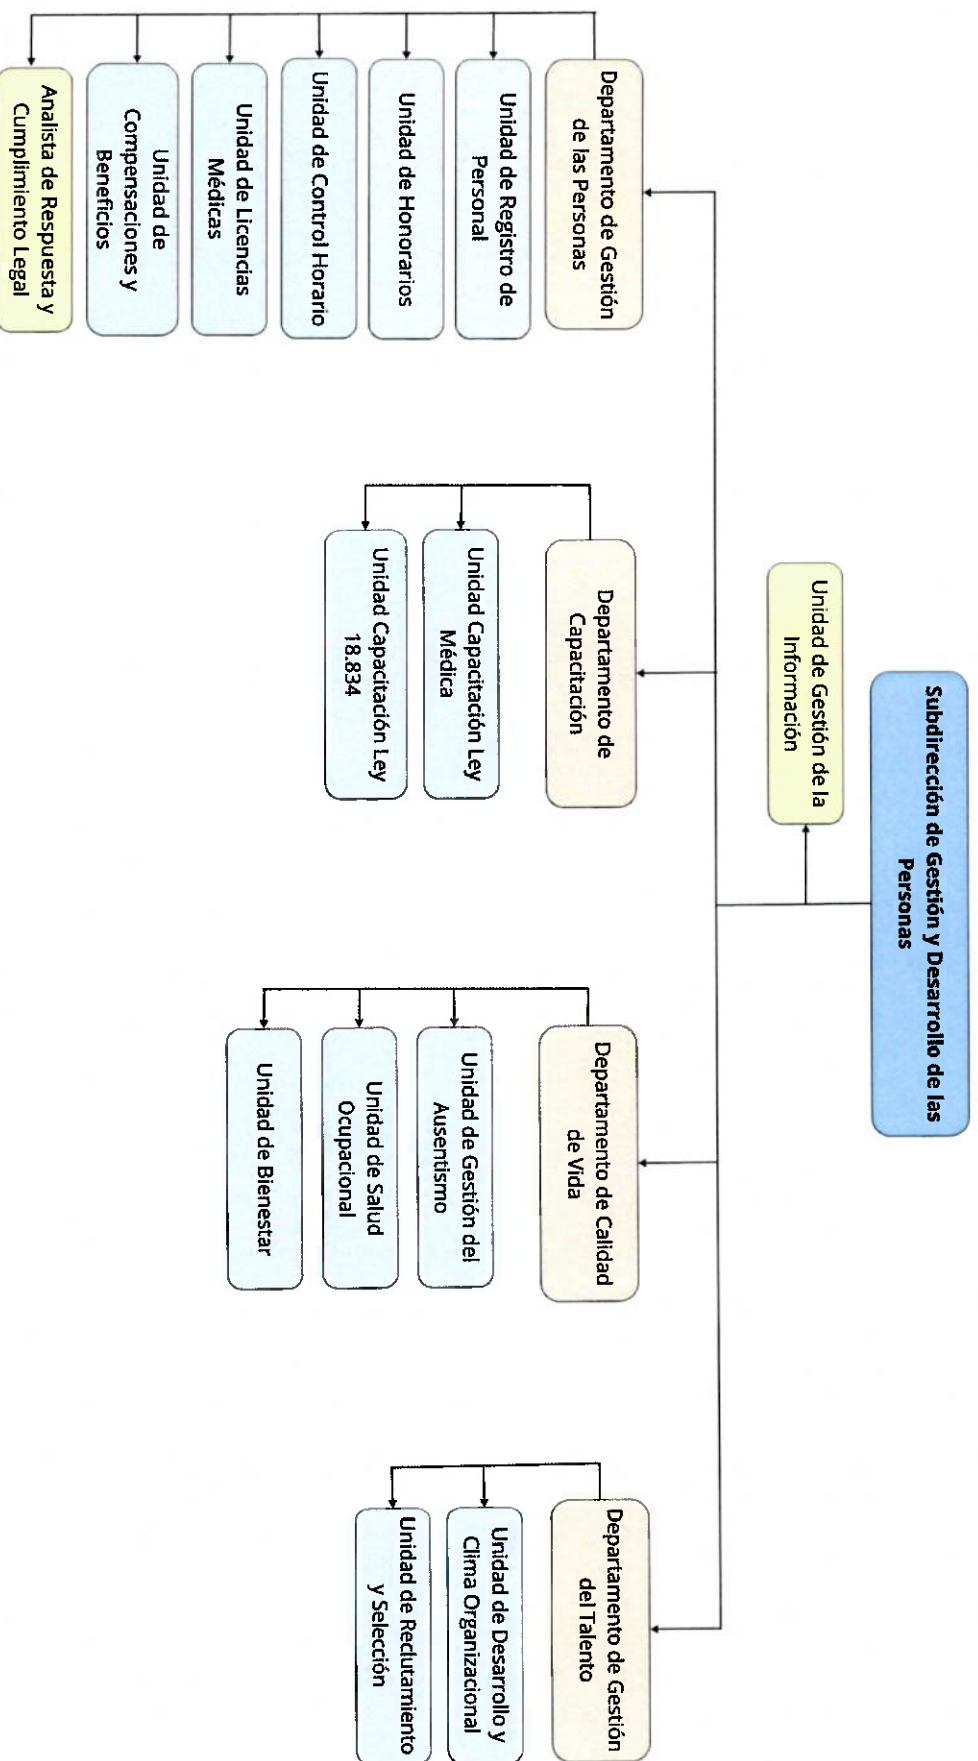 Subdirección de Gestión y Desarrollo de las
Personas
Unidad de Gestión de la
Información
Departamento de Gestión
de las Personas
Unidad de Registro de
Personal
Unidad de Honorarios
Unidad de Control Horario
Unidad de Licencias
Médicas
Unidad de
Compensaciones y
Beneficios
Analista de Respuesta y
Cumplimiento Legal
Departamento de
Capacitación
Unidad Capacitación Ley
Médica
Unidad Capacitación Ley
18.834
Departamento de Calidad
de Vida
Unidad de Gestión del
Ausentismo
Unidad de Salud
Ocupacional
Unidad de Bienestar
Departamento de Gestión
del Talento
Unidad de Desarrollo y
Clima Organizacional
Unidad de Reclutamiento
y Selección